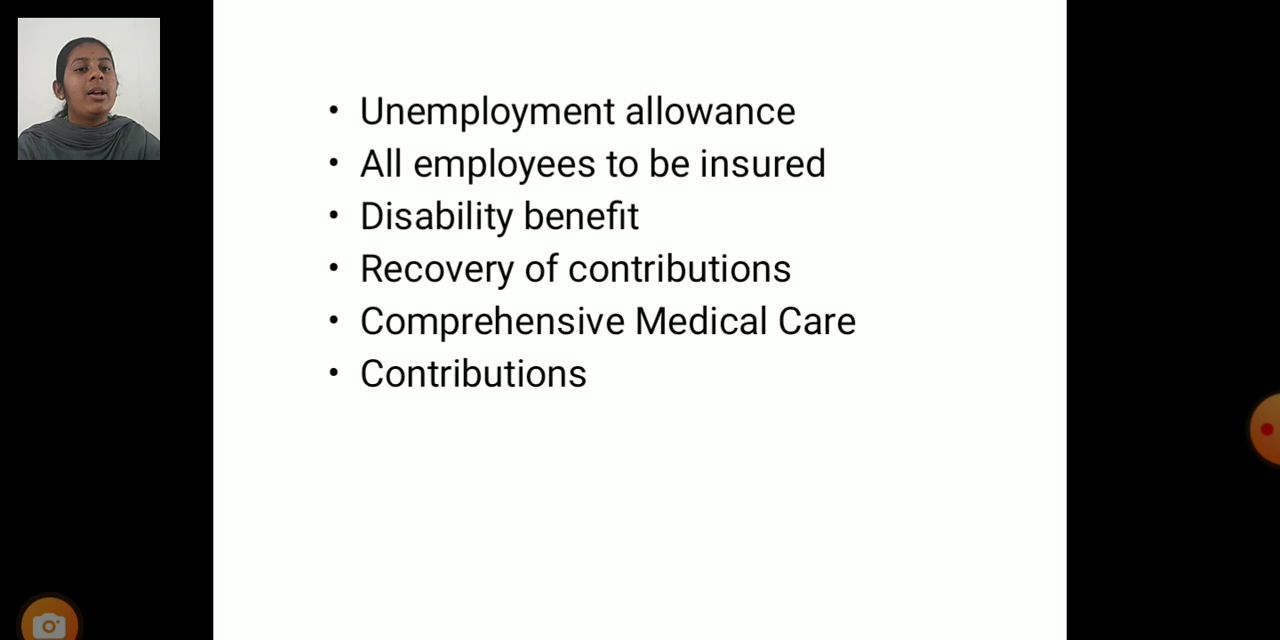 • Unemployment allowance
• All employees to be insured
• Disability benefit
• Recovery of contributions
• Comprehensive Medical Care
• Contributions